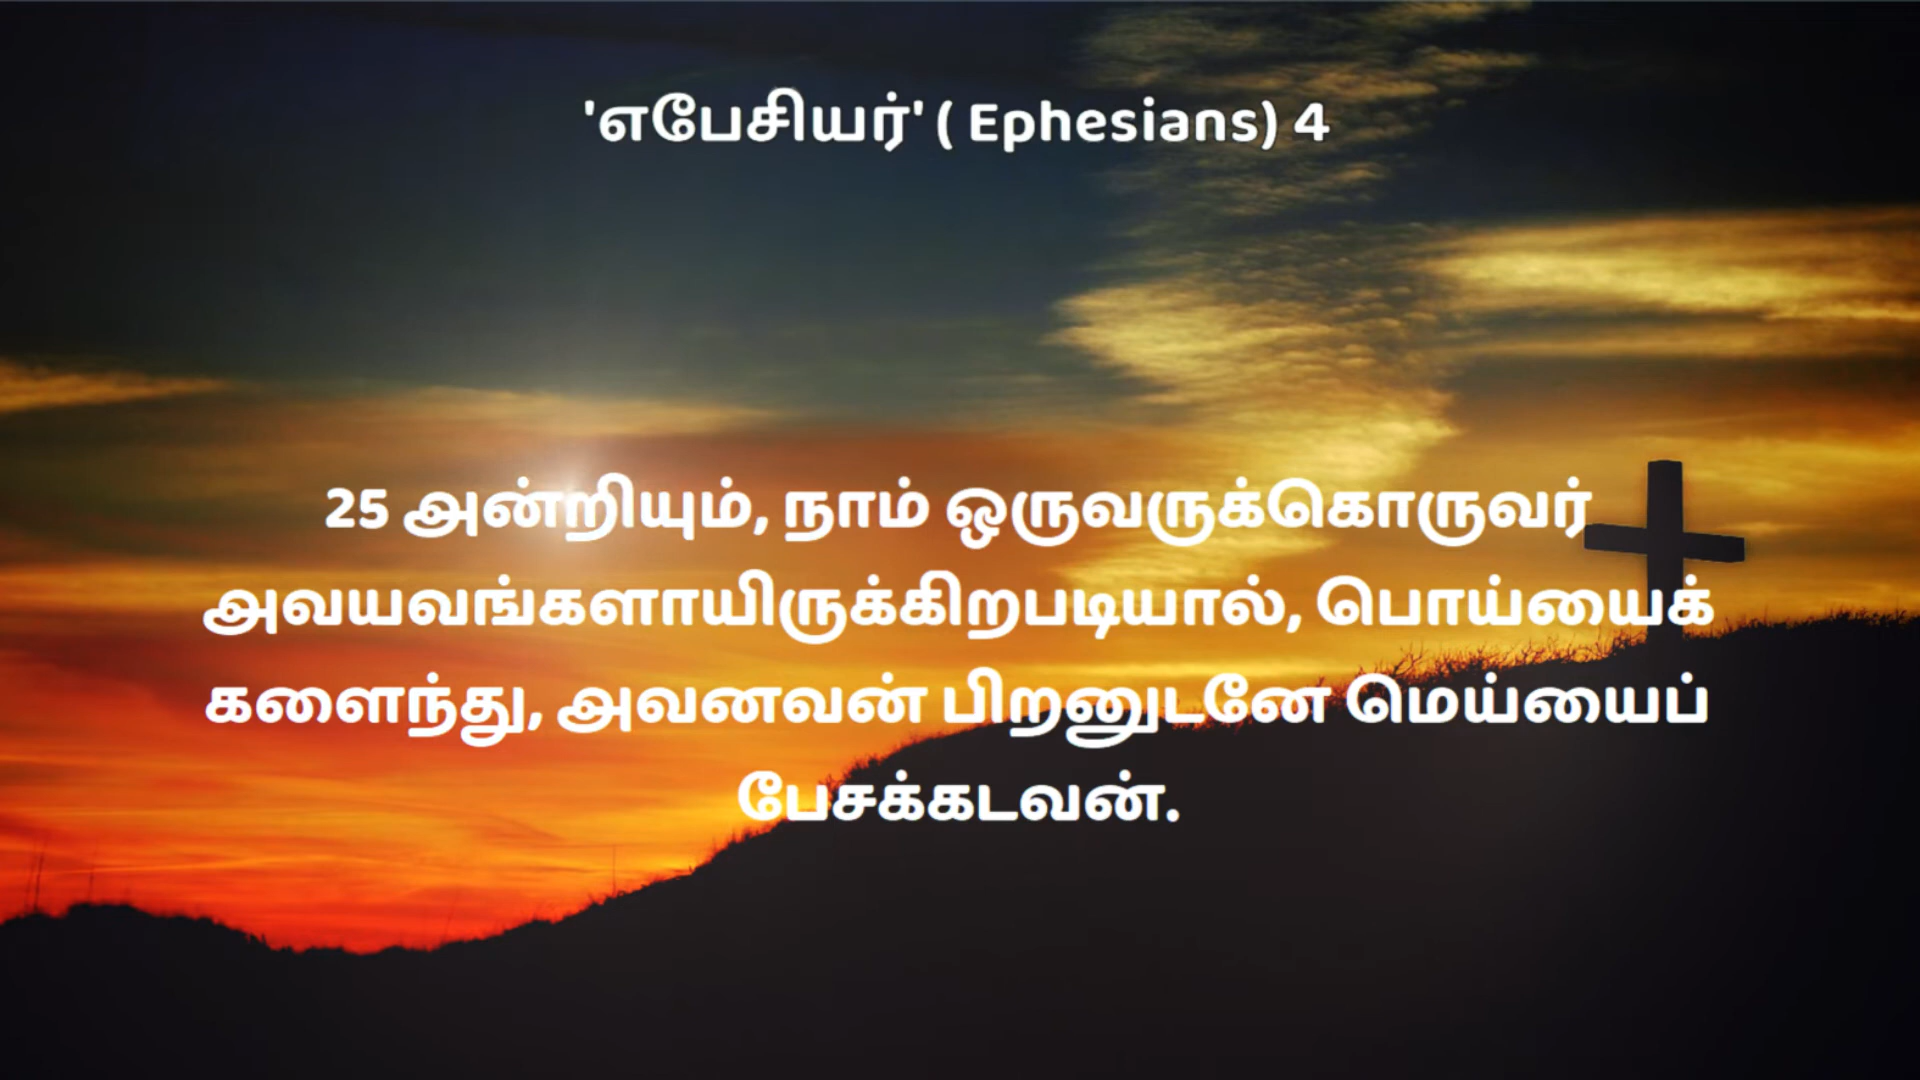 'எபேசியர்' ( Ephesians) 4
25 அன்றியும், நாம் ஒருவருக்கொருவர்
அவயவங்களாயிருக்கிறபடியால், பொய்யைக்
களைந்து, அவனவன் பிறனுடனே மெய்யைப்
பேசக்கடவன்.